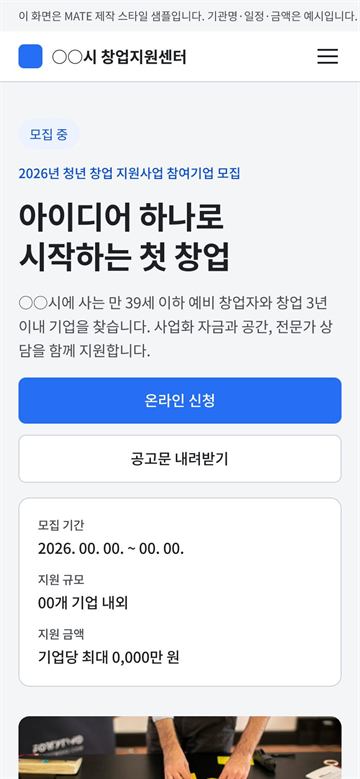 이 화면은 MATE 제작 스타일 샘플입니다. 기관명·일정·금액은 예시입니다.
○○시 창업지원센터
모집 중
2026년 청년 창업 지원사업 참여기업 모집
아이디어 하나로
시작하는 첫 창업
○○시에 사는 만 39세 이하 예비 창업자와 창업 3년
이내 기업을 찾습니다. 사업화 자금과 공간, 전문가 상
담을 함께 지원합니다.
온라인 신청
공고문 내려받기
모집 기간
2026. 00. 00. ~ 00. 00.
지원 규모
00개 기업 내외
지원 금액
기업당 최대 0,000만 원